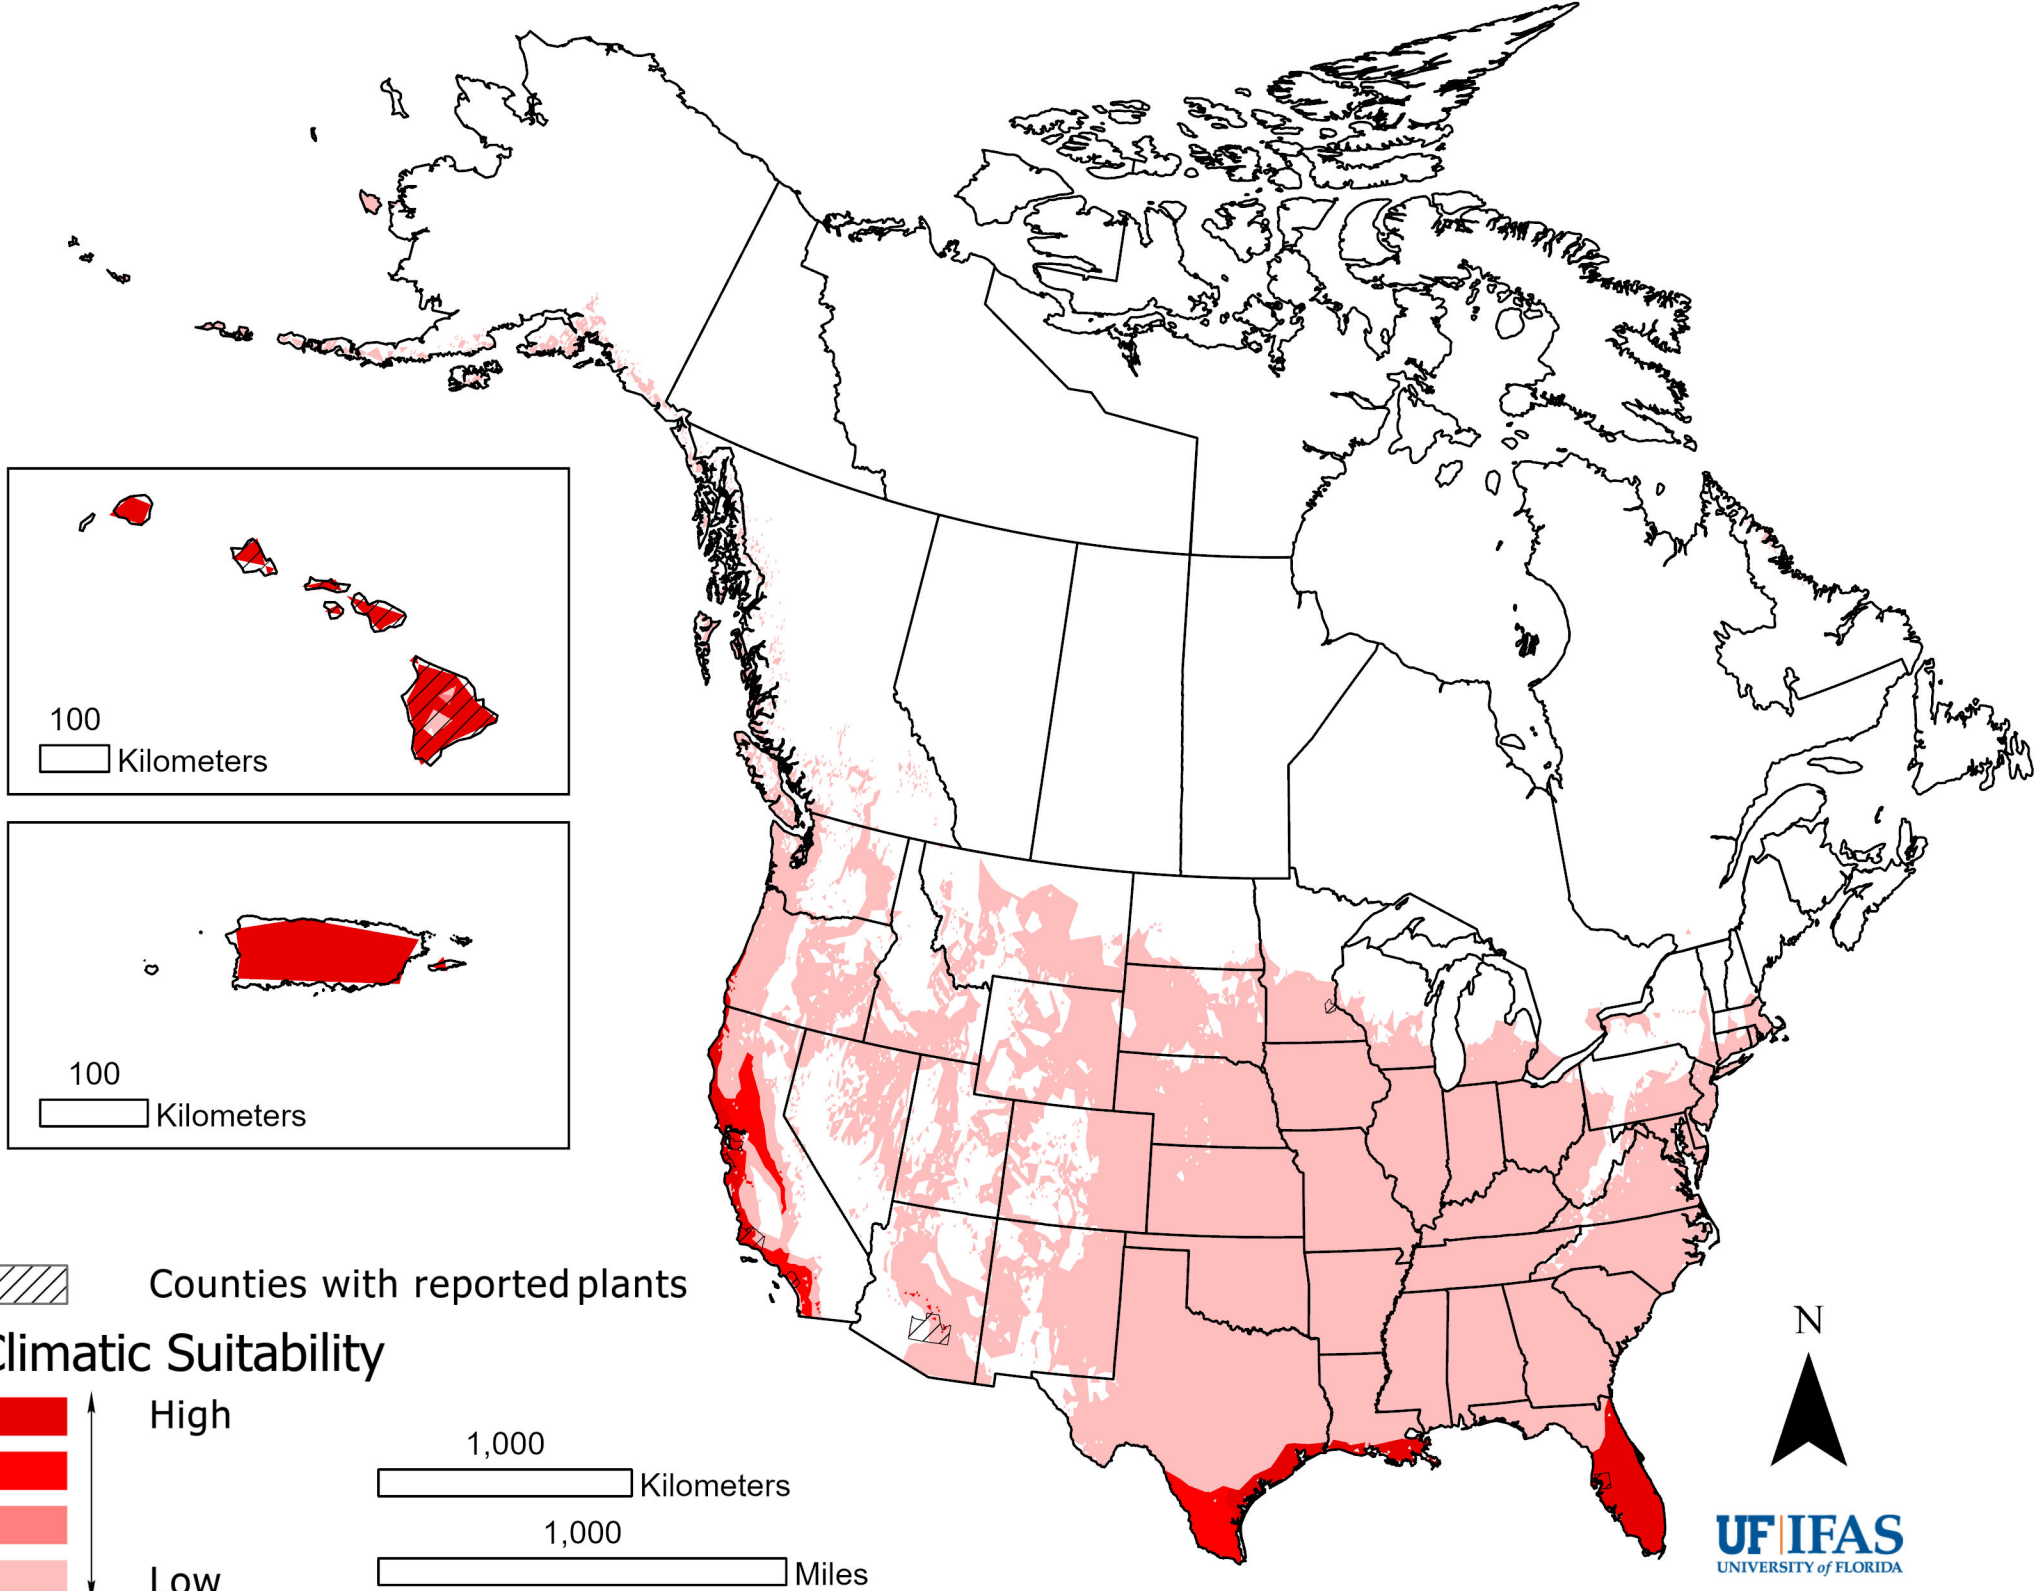 100
Kilometers
100
Kilometers
Counties with reported plants
Climatic Suitability
High
Low
1,000
Kilometers
1,000
Miles
N
UF|IFAS
UNIVERSITY of FLORIDA